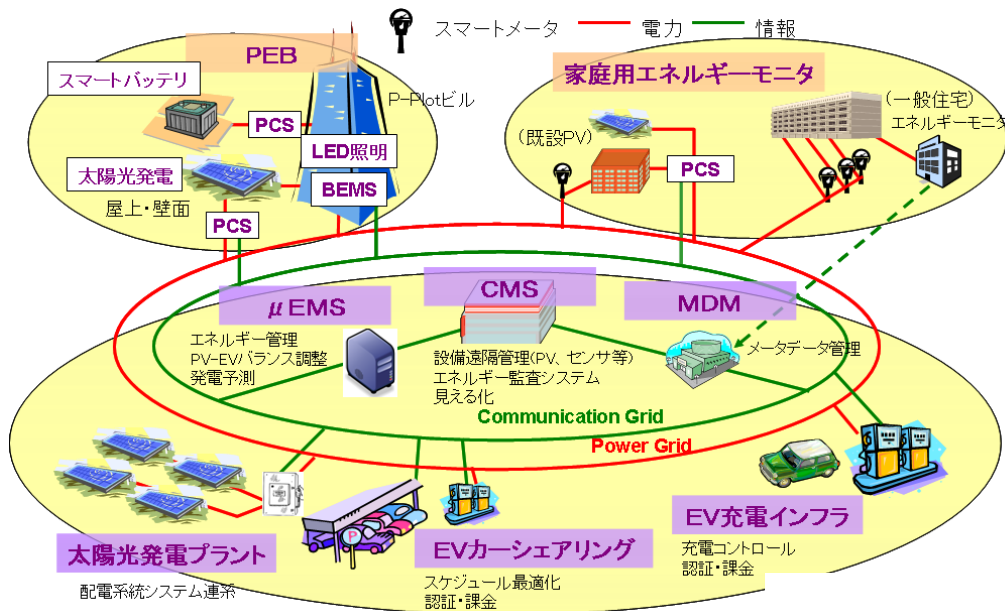 スマートメータ
電力
情報
PEB
スマートバッテリ
PCS
P-Plotビル
LED照明
太陽光発電
BEMS
屋上・壁面
PCS
家庭用エネルギーモニタ
(既設PV)
PCS
(一般住宅)
エネルギーモニタ
μEMS
エネルギー管理
PV-EVバランス調整
発電予測
CMS
設備遠隔管理(PV、センサ等)
エネルギー監査システム
見える化
MDM
メータデータ管理
Communication Grid
Power Grid
太陽光発電プラント
配電系統システム連系
P
EVカーシェアリング
スケジュール最適化
認証・課金
EV充電インフラ
充電コントロール
認証・課金